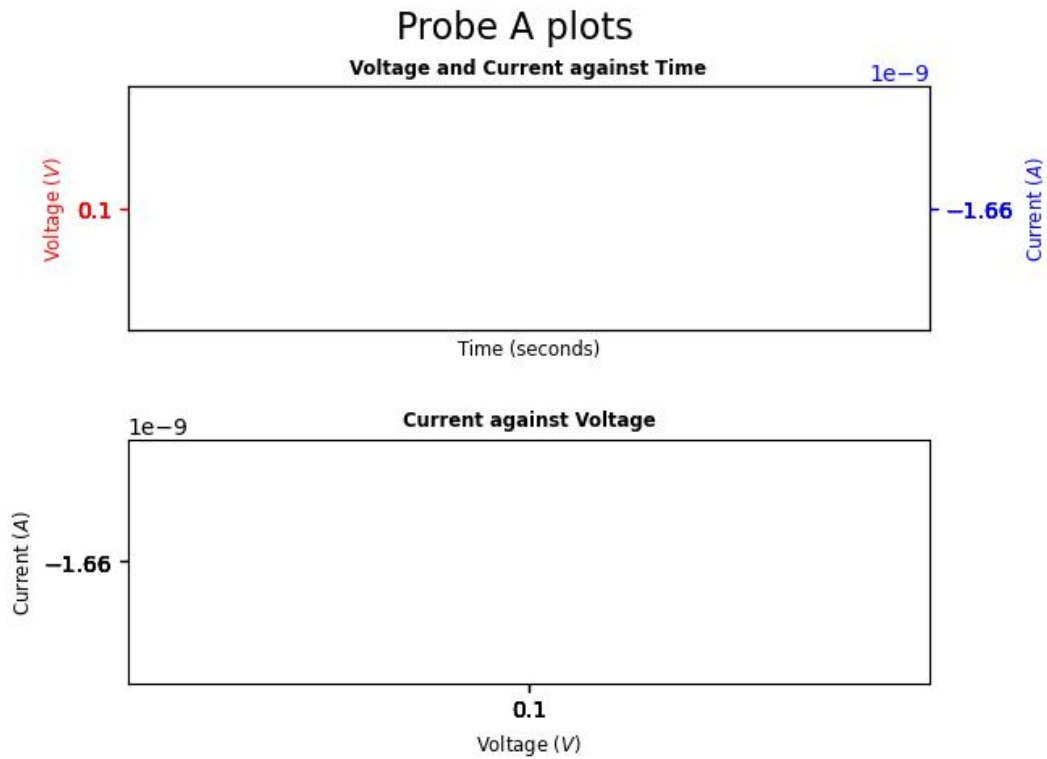 Probe A plots
Voltage and Current against Time
1e−9
Voltage (V)
0.1
−1.66
Current (A)
Time (seconds)
Current against Voltage
1e−9
Current (A)
−1.66
0.1
Voltage (V)